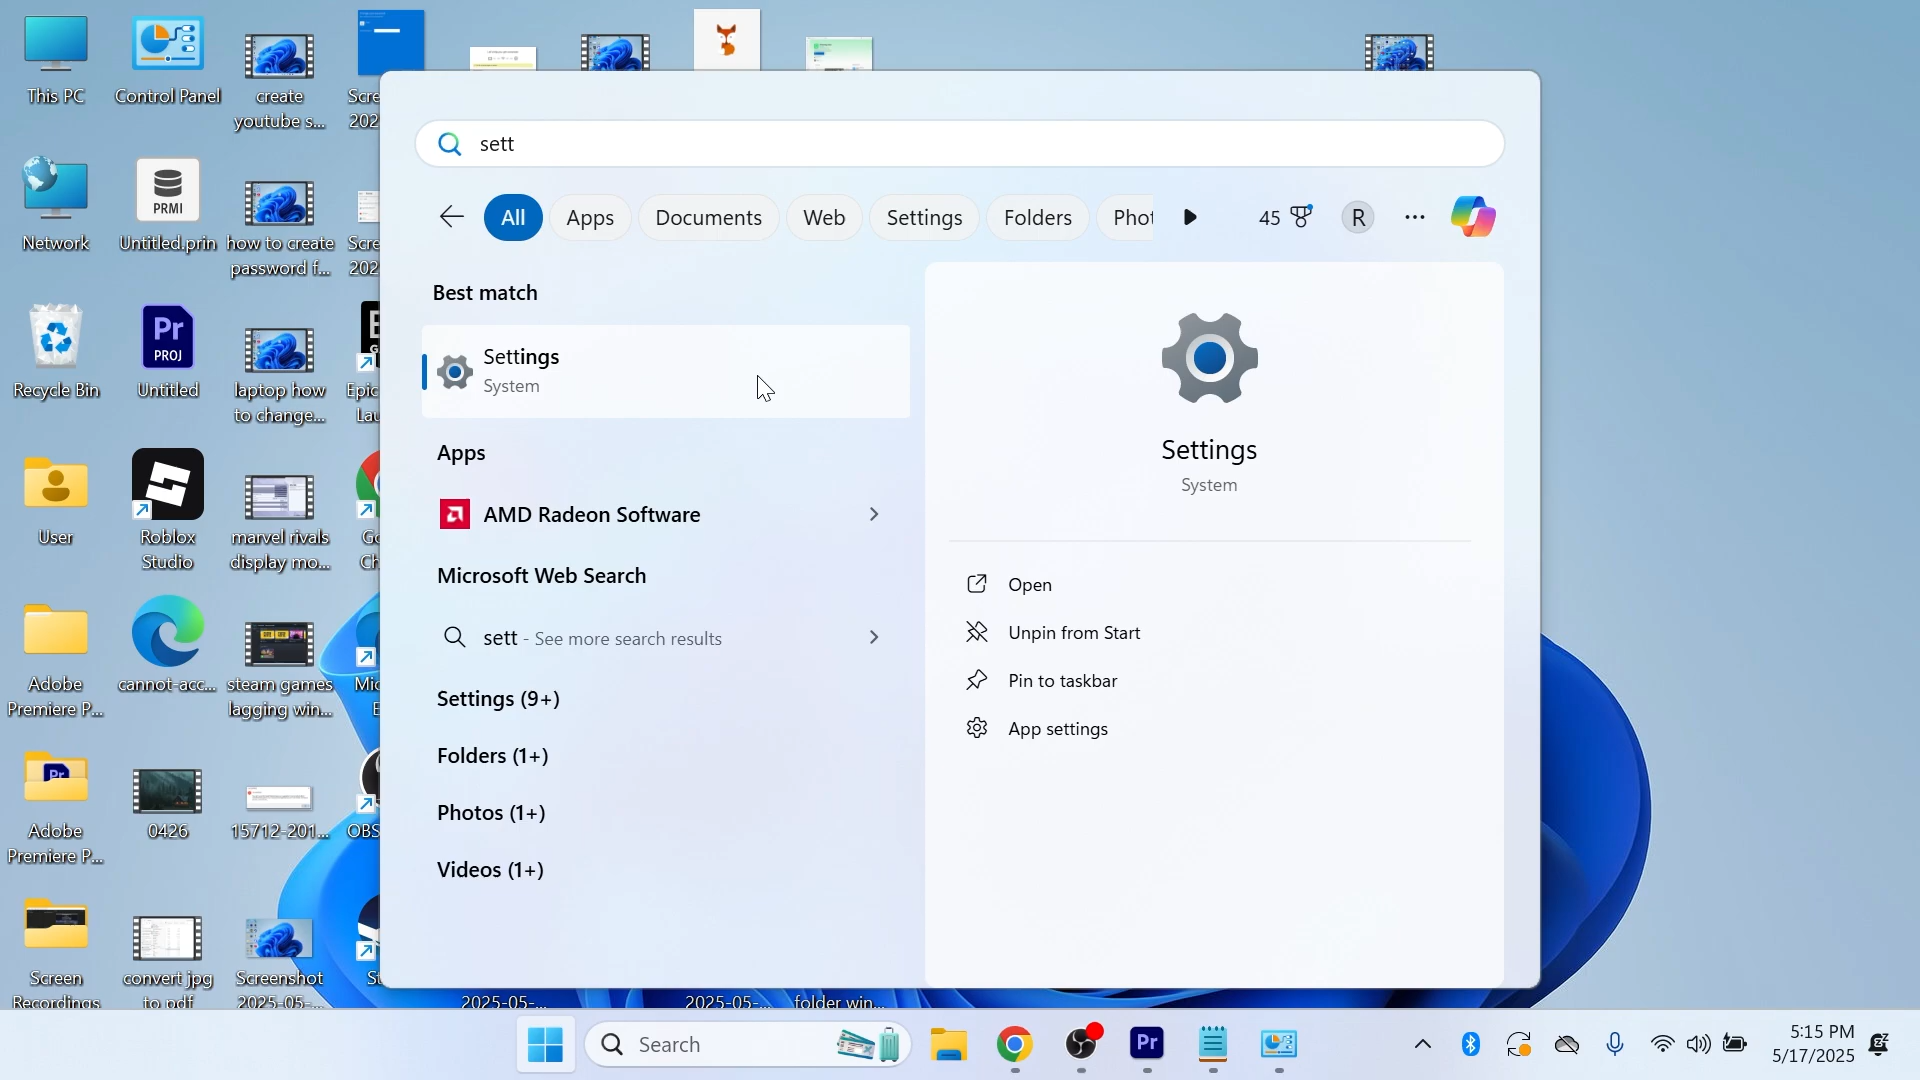 This PC
Control Panel
create
youtube s...
Scre
202
Network
PRMI
Untitled.prin
how to create
password f...
Scre
202
Recycle Bin
Pr
PROJ
Untitled
laptop how
to change...
Epic
Lau
User
Roblox
Studio
marvel rivals
display mo...
Go
Ch
Adobe
Premiere P...
cannot-acc...
steam games
lagging win...
Mic
E
Pr
Adobe
Premiere P...
0426
15712-201...
OBS
Screen
Recordings
convert jpg
to pdf
Screenshot
2025-05-...
St
2025-05-...
2025-05-...
folder win...
sett
All
Apps
Documents
Web
Settings
Folders
Phot
45
R
Best match
Settings
System
Apps
AMD Radeon Software
Microsoft Web Search
sett - See more search results
Settings (9+)
Folders (1+)
Photos (1+)
Videos (1+)
Settings
System
Open
Unpin from Start
Pin to taskbar
App settings
Search
Pr
5:15 PM
5/17/2025